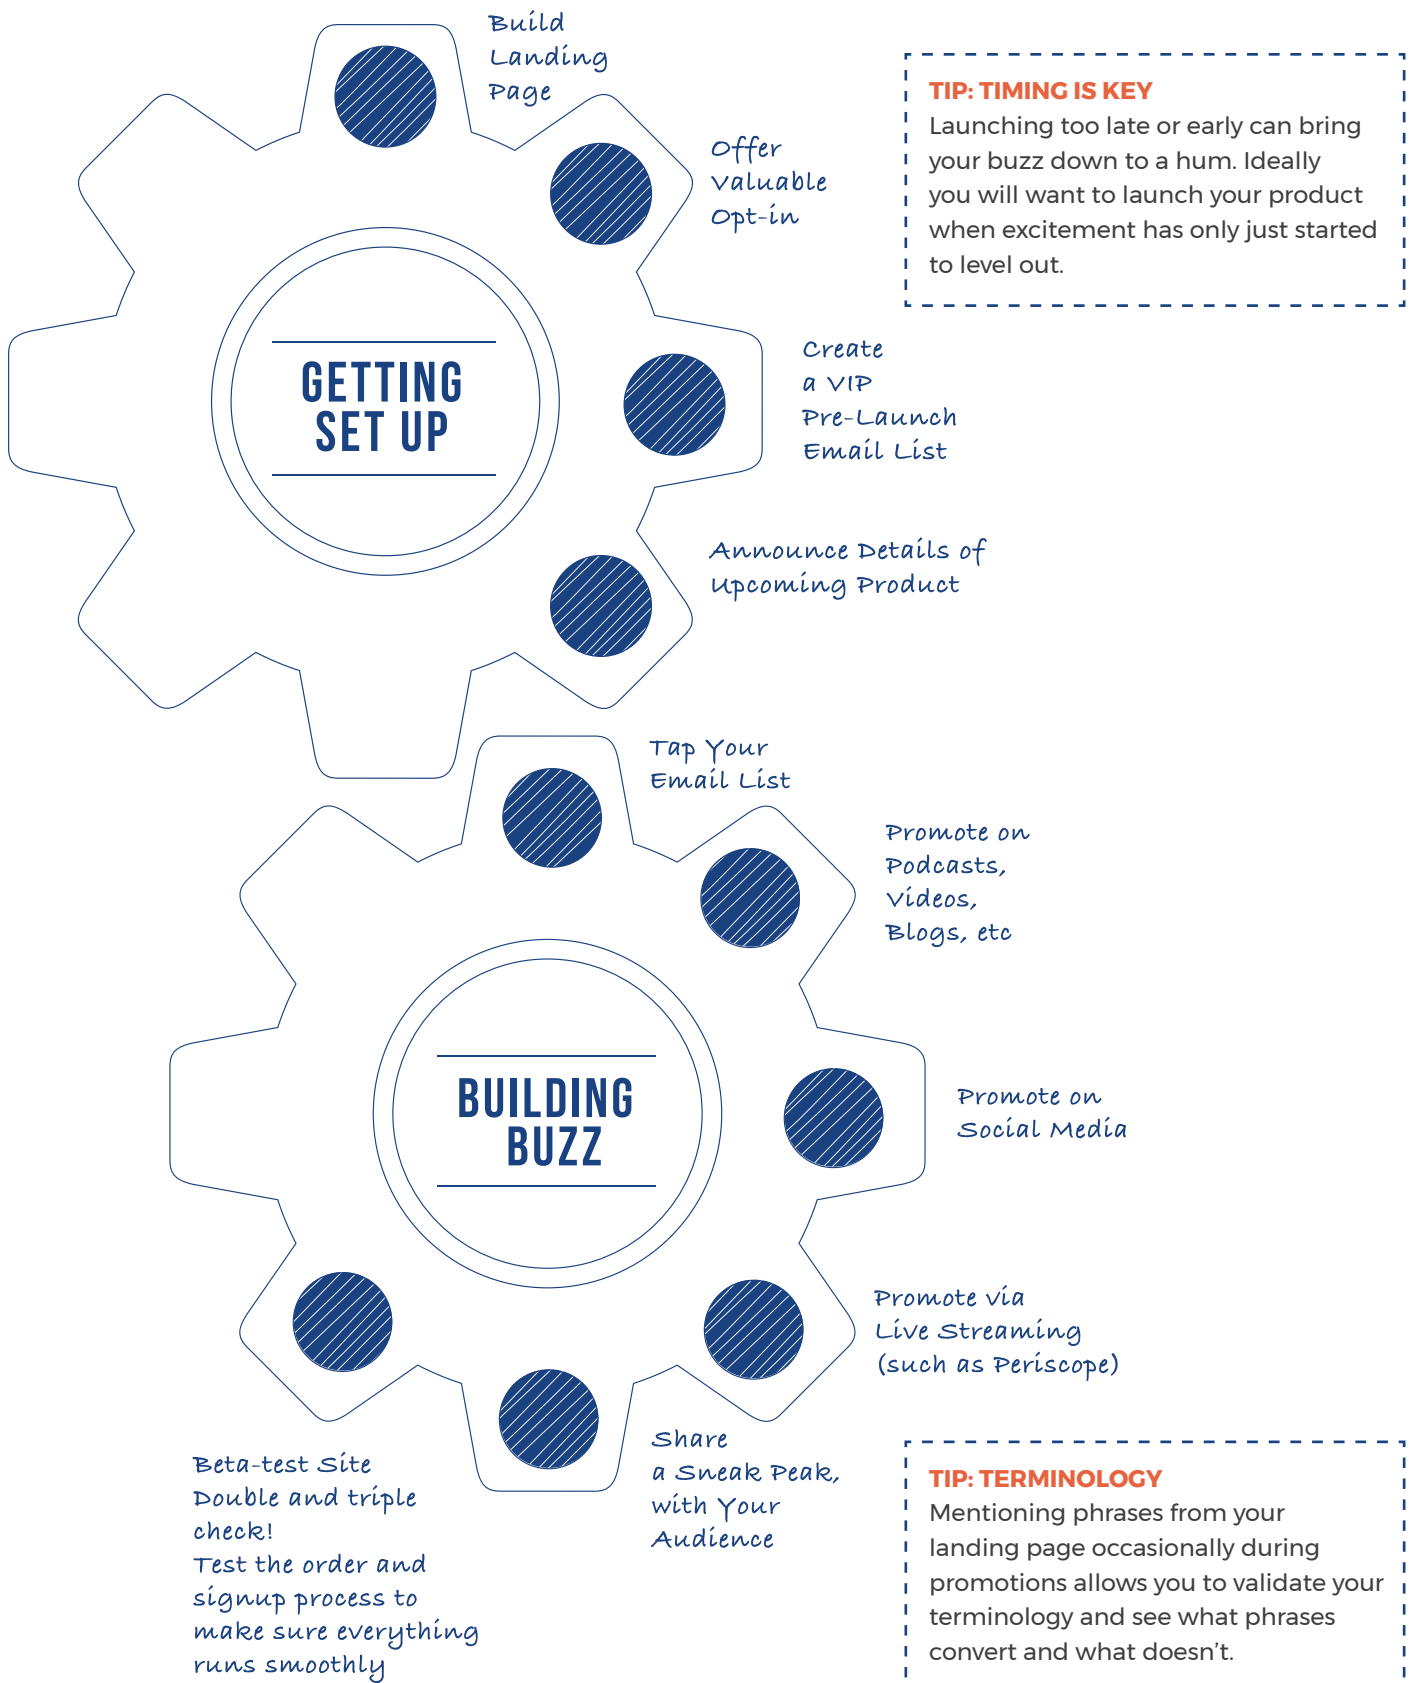 Build
Landing
Page
TIP: TIMING IS KEY
Launching too late or early can bring
your buzz down to a hum. Ideally
you will want to launch your product
when excitement has only just started
to level out.
Offer
Valuable
Opt-in
GETTING
SET UP
Create
a VIP
Pre-Launch
Email List
Announce Details of
Upcoming Product
Tap Your
Email List
Promote on
Podcasts,
Videos,
Blogs, etc
BUILDING
BUZZ
Promote on
Social Media
Promote via
Live Streaming
(such as Periscope)
Share
a Sneak Peak,
with Your
Audience
Beta-test Site
Double and triple
check!
Test the order and
signup process to
make sure everything
runs smoothly
TIP: TERMINOLOGY
Mentioning phrases from your
landing page occasionally during
promotions allows you to validate your
terminology and see what phrases
convert and what doesn’t.